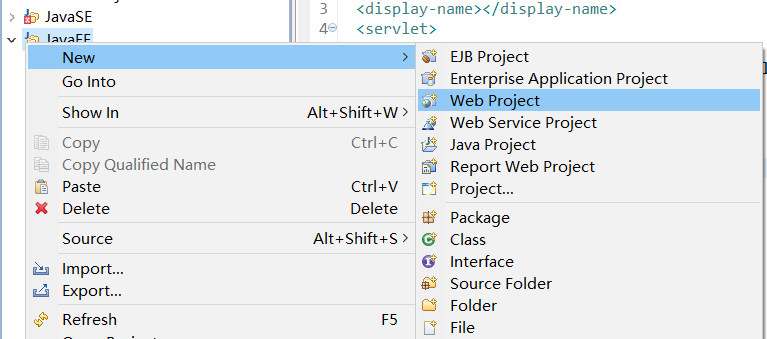 3 <display-name></display-name>
JavaSE
4 <servlet>
JavaEE
New
Go Into
Show In Alt+Shift+W
Copy Ctrl+C
Copy Qualified Name
Paste Ctrl+V
Delete Delete
Source Alt+Shift+S
Import...
Export...
Refresh F5
EJB Project
Enterprise Application Project
Web Project
Web Service Project
Java Project
Report Web Project
Project...
Package
Class
Interface
Source Folder
Folder
File